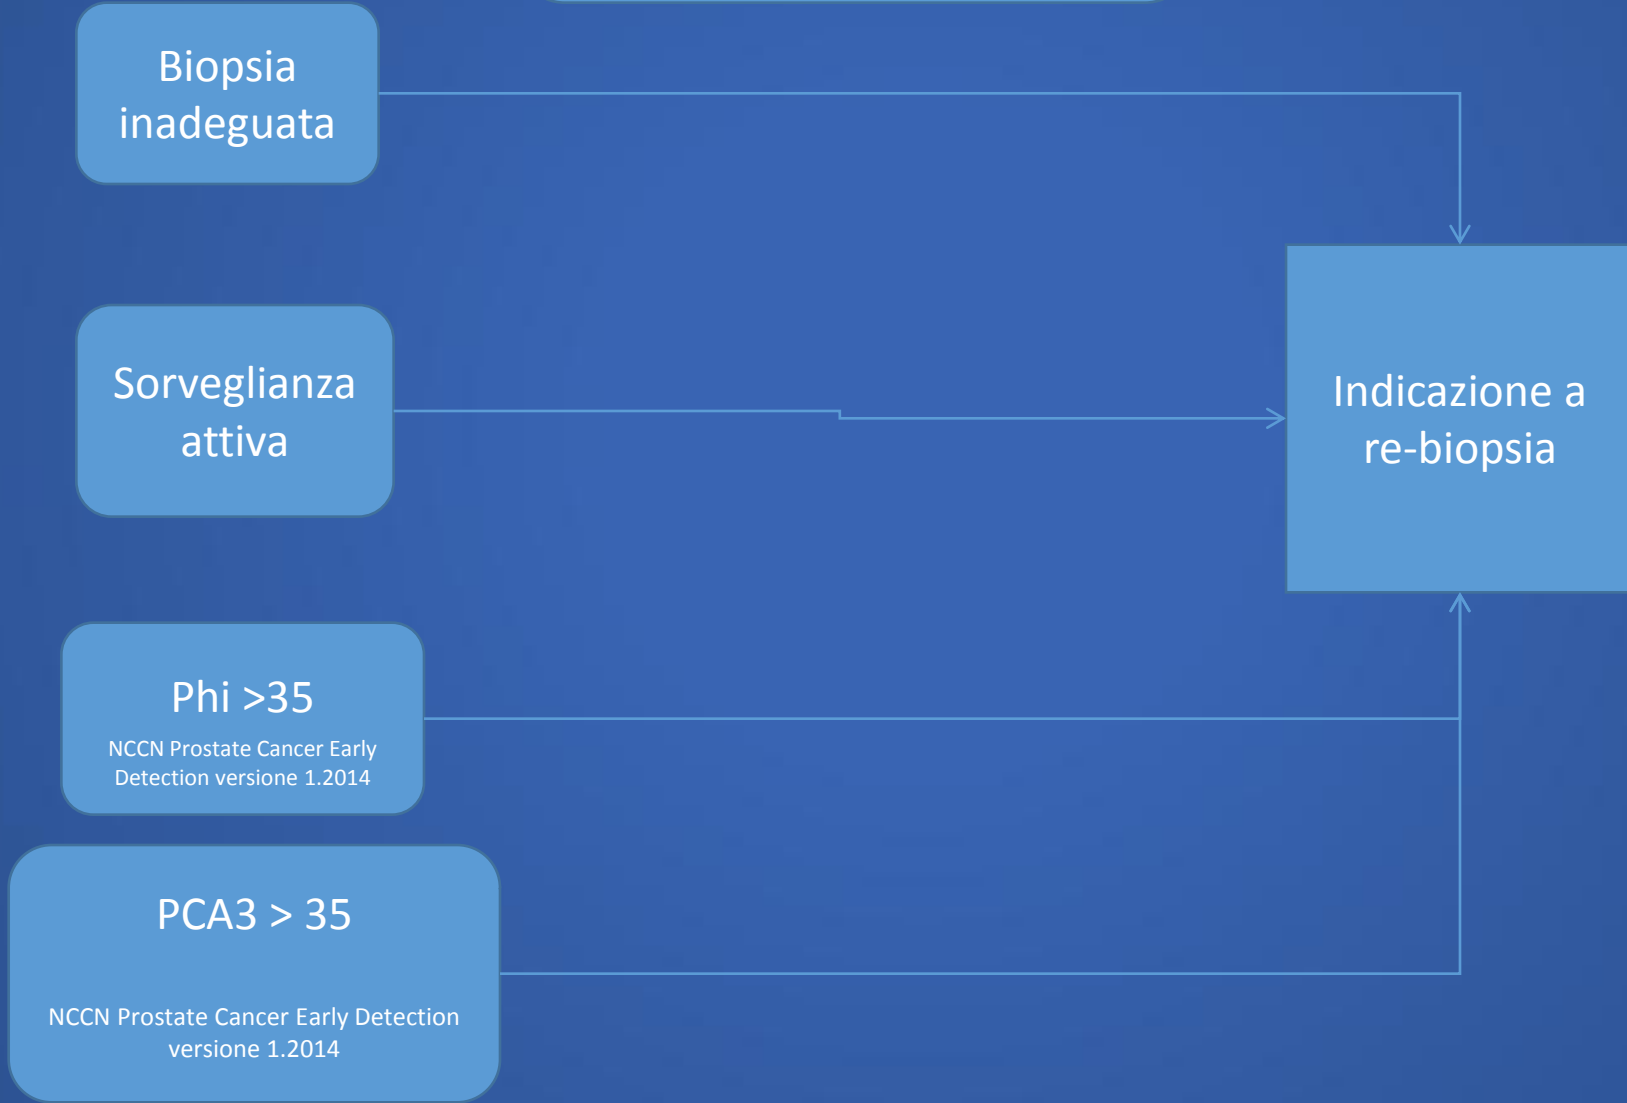 Biopsia
inadeguata
Sorveglianza
attiva
Indicazione a
re-biopsia
Phi >35
NCCN Prostate Cancer Early
Detection versione 1.2014
PCA3 > 35
NCCN Prostate Cancer Early Detection
versione 1.2014